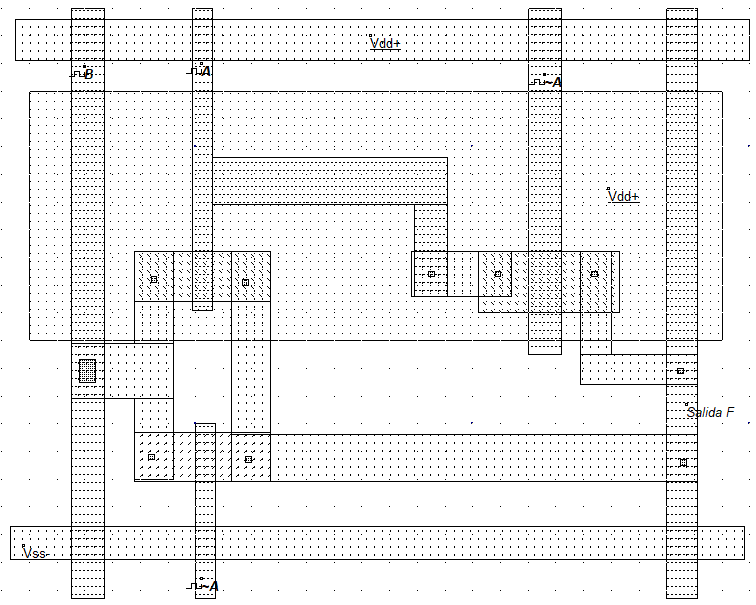 Vdd+
B
A
~A
Vdd+
Salida F
Vss-
~A